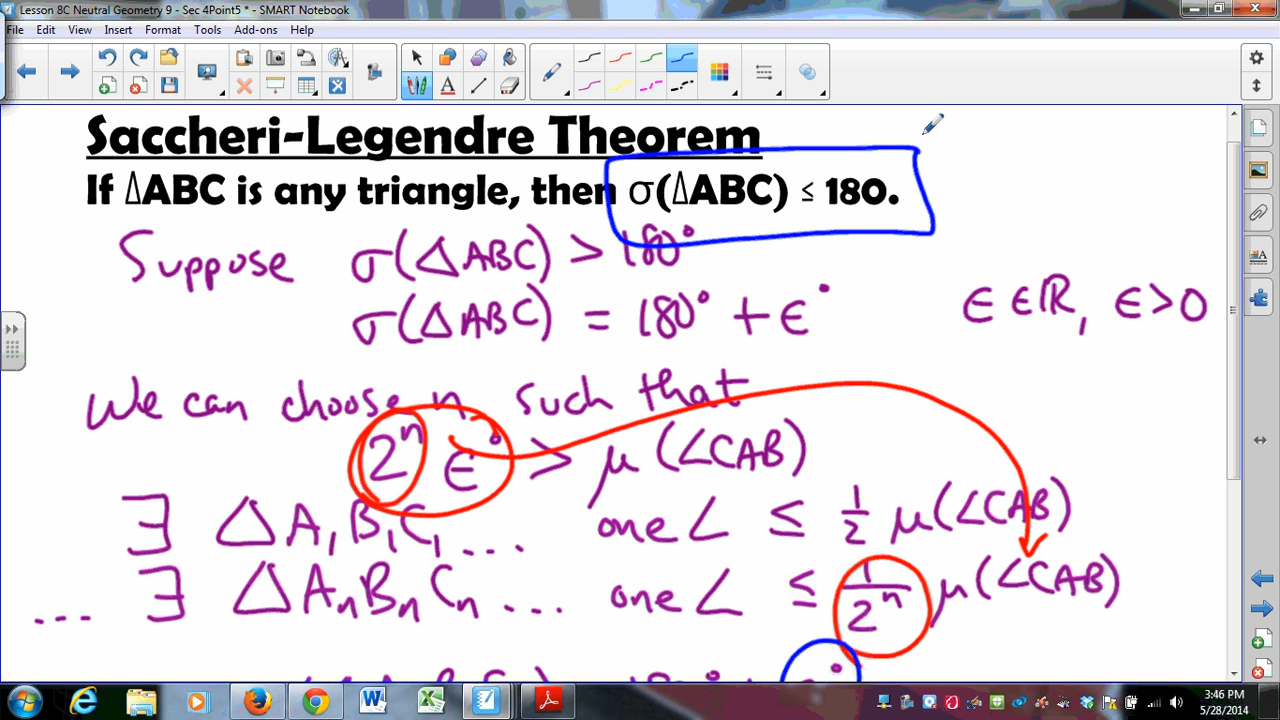 Lesson 8C Neutral Geometry 9 - Sec 4Point5 * - SMART Notebook
File Edit View Insert Format Tools Add-ons Help
Saccheri-Legendre Theorem
If ΔABC is any triangle, then σ(ΔABC) ≤ 180.
Suppose σ(ΔABC) > 180°
σ(ΔABC) = 180° + ϵ° ϵ ∈ ℝ, ϵ > 0
We can choose n such that
2ⁿ ϵ° > μ(∠CAB)
∃ ΔA₁B₁C₁ ... one ∠ ≤ 1/2 μ(∠CAB)
... ∃ ΔAₙBₙCₙ ... one ∠ ≤ 1/2ⁿ μ(∠CAB)
3:46 PM
5/28/2014